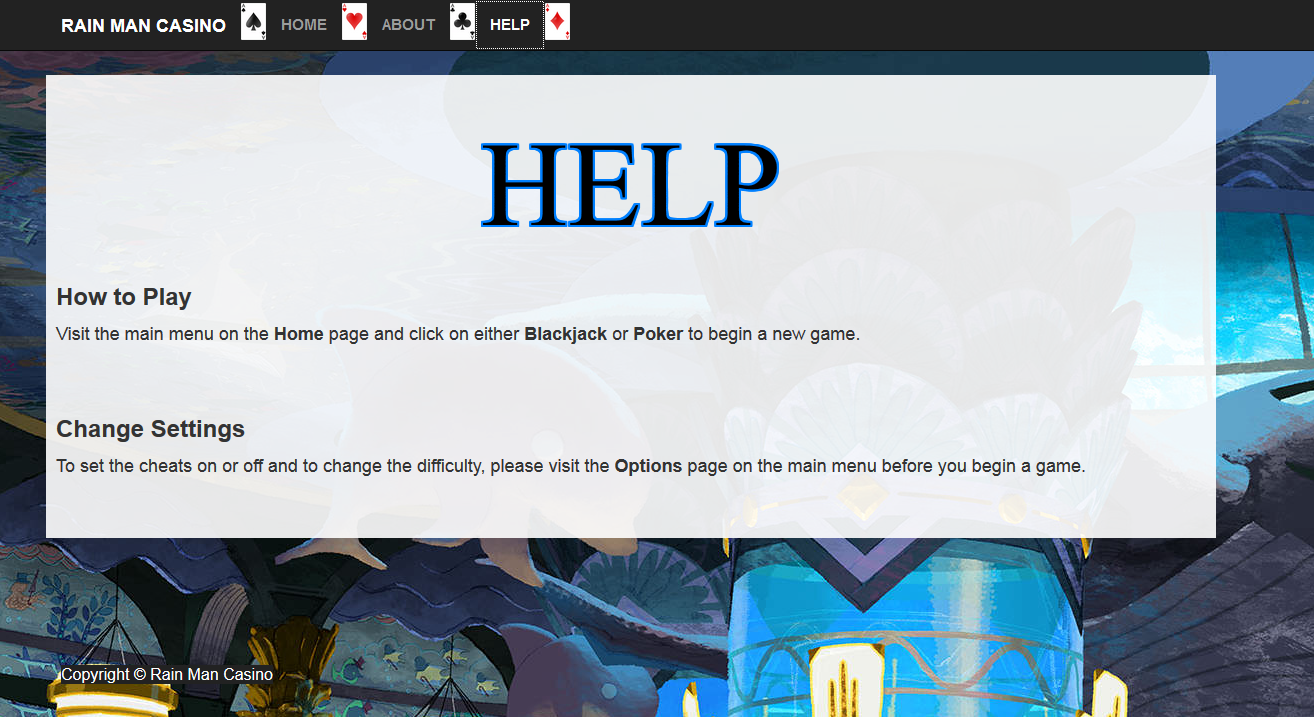 RAIN MAN CASINO HOME ABOUT HELP
HELP
How to Play
Visit the main menu on the Home page and click on either Blackjack or Poker to begin a new game.
Change Settings
To set the cheats on or off and to change the difficulty, please visit the Options page on the main menu before you begin a game.
Copyright © Rain Man Casino